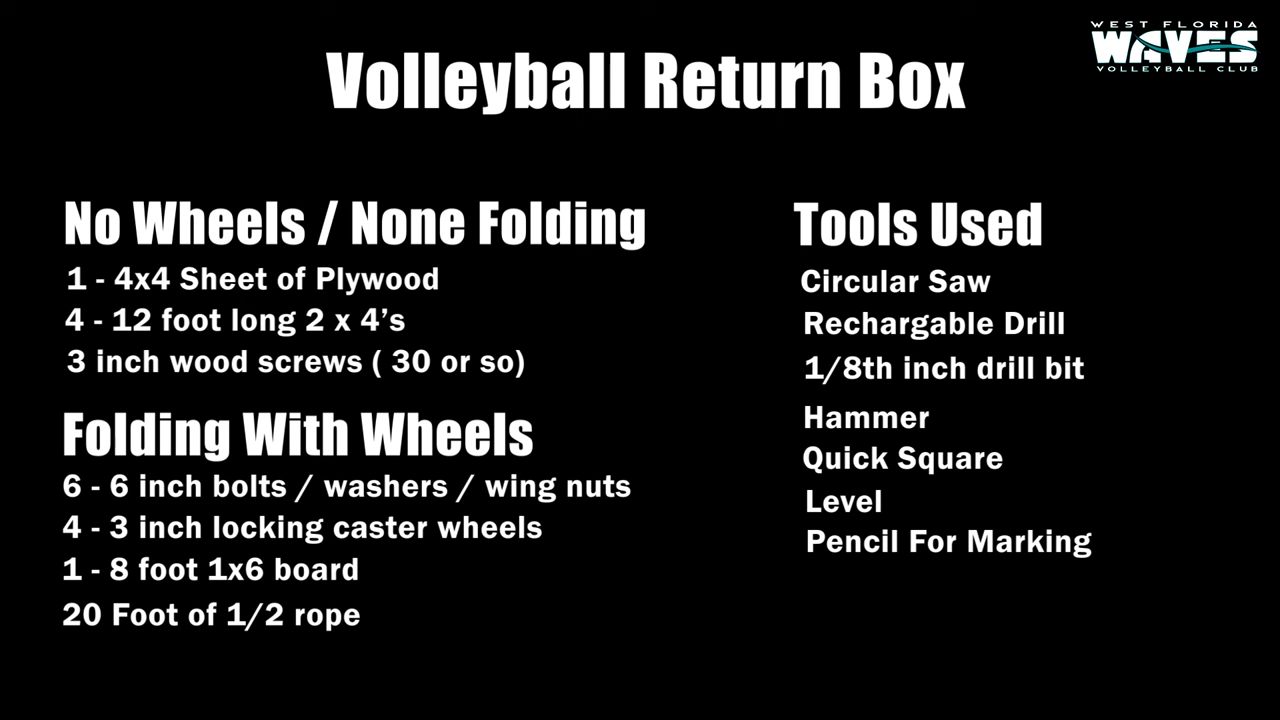 WEST FLORIDA
WAVES
VOLLEYBALL CLUB
Volleyball Return Box
No Wheels / None Folding
1 - 4x4 Sheet of Plywood
4 - 12 foot long 2 x 4’s
3 inch wood screws ( 30 or so)
Folding With Wheels
6 - 6 inch bolts / washers / wing nuts
4 - 3 inch locking caster wheels
1 - 8 foot 1x6 board
20 Foot of 1/2 rope
Tools Used
Circular Saw
Rechargable Drill
1/8th inch drill bit
Hammer
Quick Square
Level
Pencil For Marking